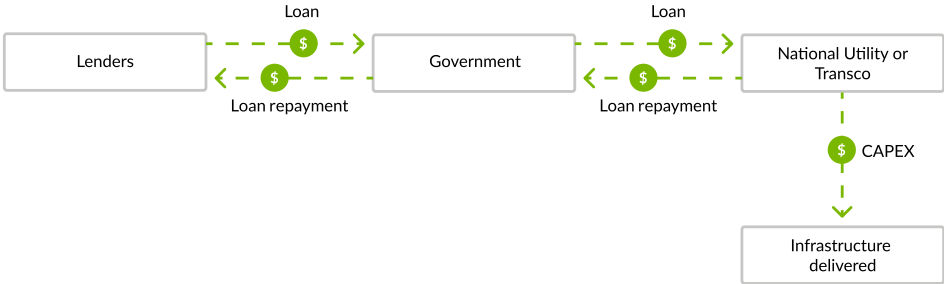 Loan
Loan
$
$
Lenders
Government
National Utility or
Transco
$
$
Loan repayment
Loan repayment
$
CAPEX
Infrastructure
delivered